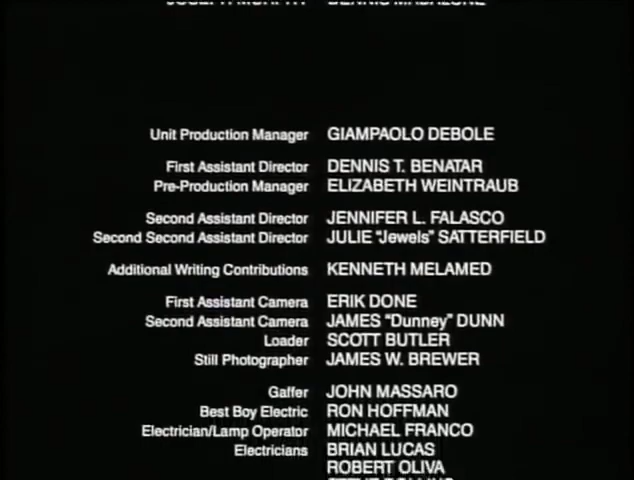 Unit Production Manager GIAMPAOLO DEBOLE
First Assistant Director DENNIS T. BENATAR
Pre-Production Manager ELIZABETH WEINTRAUB
Second Assistant Director JENNIFER L. FALASCO
Second Second Assistant Director JULIE "Jewels" SATTERFIELD
Additional Writing Contributions KENNETH MELAMED
First Assistant Camera ERIK DONE
Second Assistant Camera JAMES "Dunney" DUNN
Loader SCOTT BUTLER
Still Photographer JAMES W. BREWER
Gaffer JOHN MASSARO
Best Boy Electric RON HOFFMAN
Electrician/Lamp Operator MICHAEL FRANCO
Electricians BRIAN LUCAS
ROBERT OLIVA